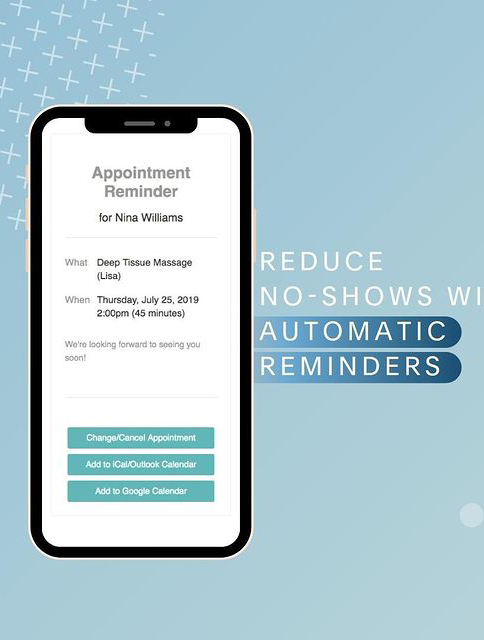 Appointment
Reminder
for Nina Williams
What Deep Tissue Massage
(Lisa)
When Thursday, July 25, 2019
2:00pm (45 minutes)
We're looking forward to seeing you
soon!
Change/Cancel Appointment
Add to iCal/Outlook Calendar
Add to Google Calendar
REDUCE
NO-SHOWS WI
AUTOMATIC
REMINDERS